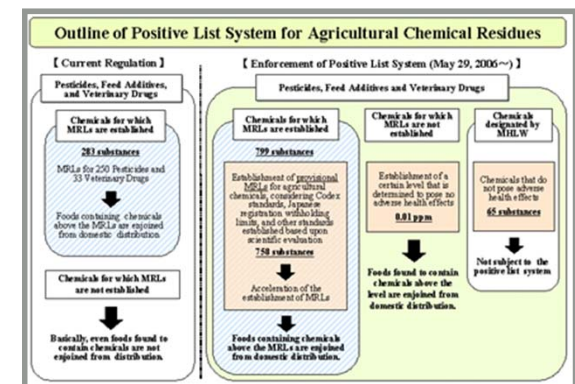 Outline of Positive List System for Agricultural Chemical Residues
【 Current Regulation 】
Pesticides, Feed Additives,
and Veterinary Drugs
Chemicals for which
MRLs are established
283 substances
MRLs for 250 Pesticides and
33 Veterinary Drugs
Foods containing chemicals
above the MRLs are enjoined
from domestic distribution
Chemicals for which MRLs
are not established
Basically, even foods found to
contain chemicals are not
enjoined from distribution.
【 Enforcement of Positive List System (May 29, 2006～) 】
Pesticides, Feed Additives and Veterinary Drugs
Chemicals for which
MRLs are established
799 substances
Establishment of provisional
MRLs for agricultural
chemicals, considering Codex
standards, Japanese
registration withholding
limits, and other standards
established based upon
scientific evaluation
758 substances
Acceleration of the
establishment of MRLs
Foods containing chemicals
above the MRLs are enjoined
from domestic distribution.
Chemicals for which
MRLs are not
established
Establishment of a
certain level that is
determined to pose no
adverse health effects
0.01 ppm
Foods found to contain
chemicals above the
level are enjoined from
domestic distribution.
Chemicals
designated by
MHLW
Chemicals that do
not pose adverse
health effects
65 substances
Not subject to the
positive list system